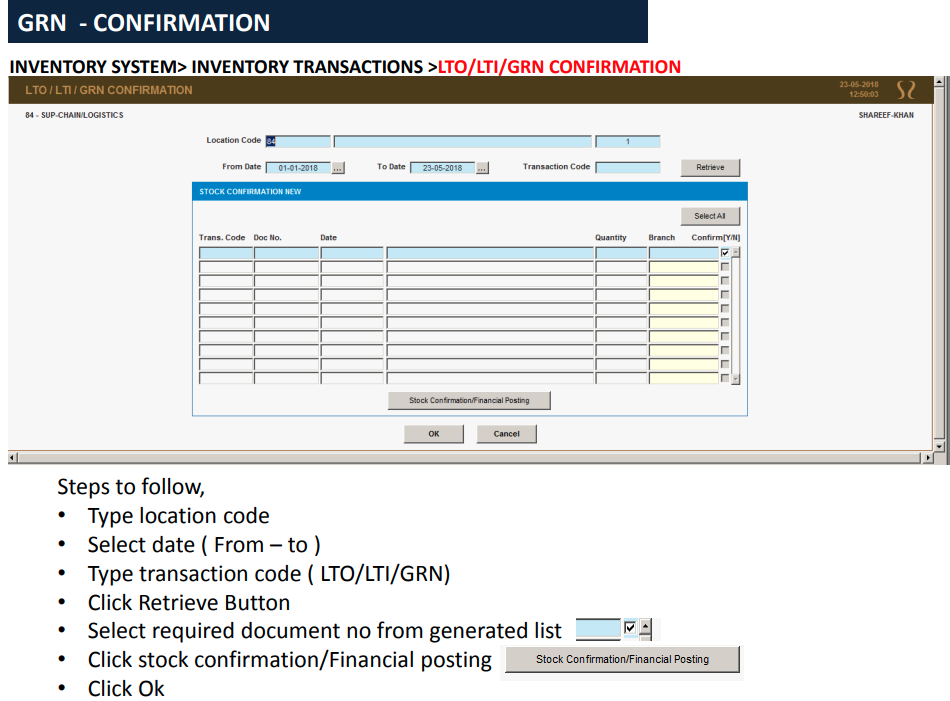 GRN - CONFIRMATION
INVENTORY SYSTEM> INVENTORY TRANSACTIONS >LTO/LTI/GRN CONFIRMATION
LTO / LTI / GRN CONFIRMATION
23-05-2018
12:50:03
84 - SUP-CHAIN/LOGISTICS
SHAREEF-KHAN
Location Code 84 1
From Date 01-01-2018 ... To Date 23-05-2018 ... Transaction Code Retrieve
STOCK CONFIRMATION NEW
Select All
Trans. Code Doc No. Date Quantity Branch Confirm[Y/N]
Stock Confirmation/Financial Posting
OK Cancel
Steps to follow,
• Type location code
• Select date ( From – to )
• Type transaction code ( LTO/LTI/GRN)
• Click Retrieve Button
• Select required document no from generated list
• Click stock confirmation/Financial posting Stock Confirmation/Financial Posting
• Click Ok